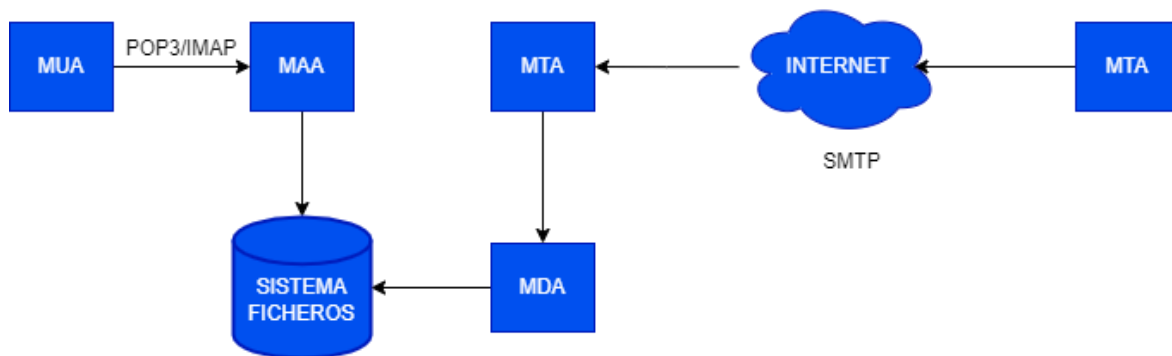 MUA
POP3/IMAP
MAA
MTA
INTERNET
MTA
SMTP
SISTEMA
FICHEROS
MDA